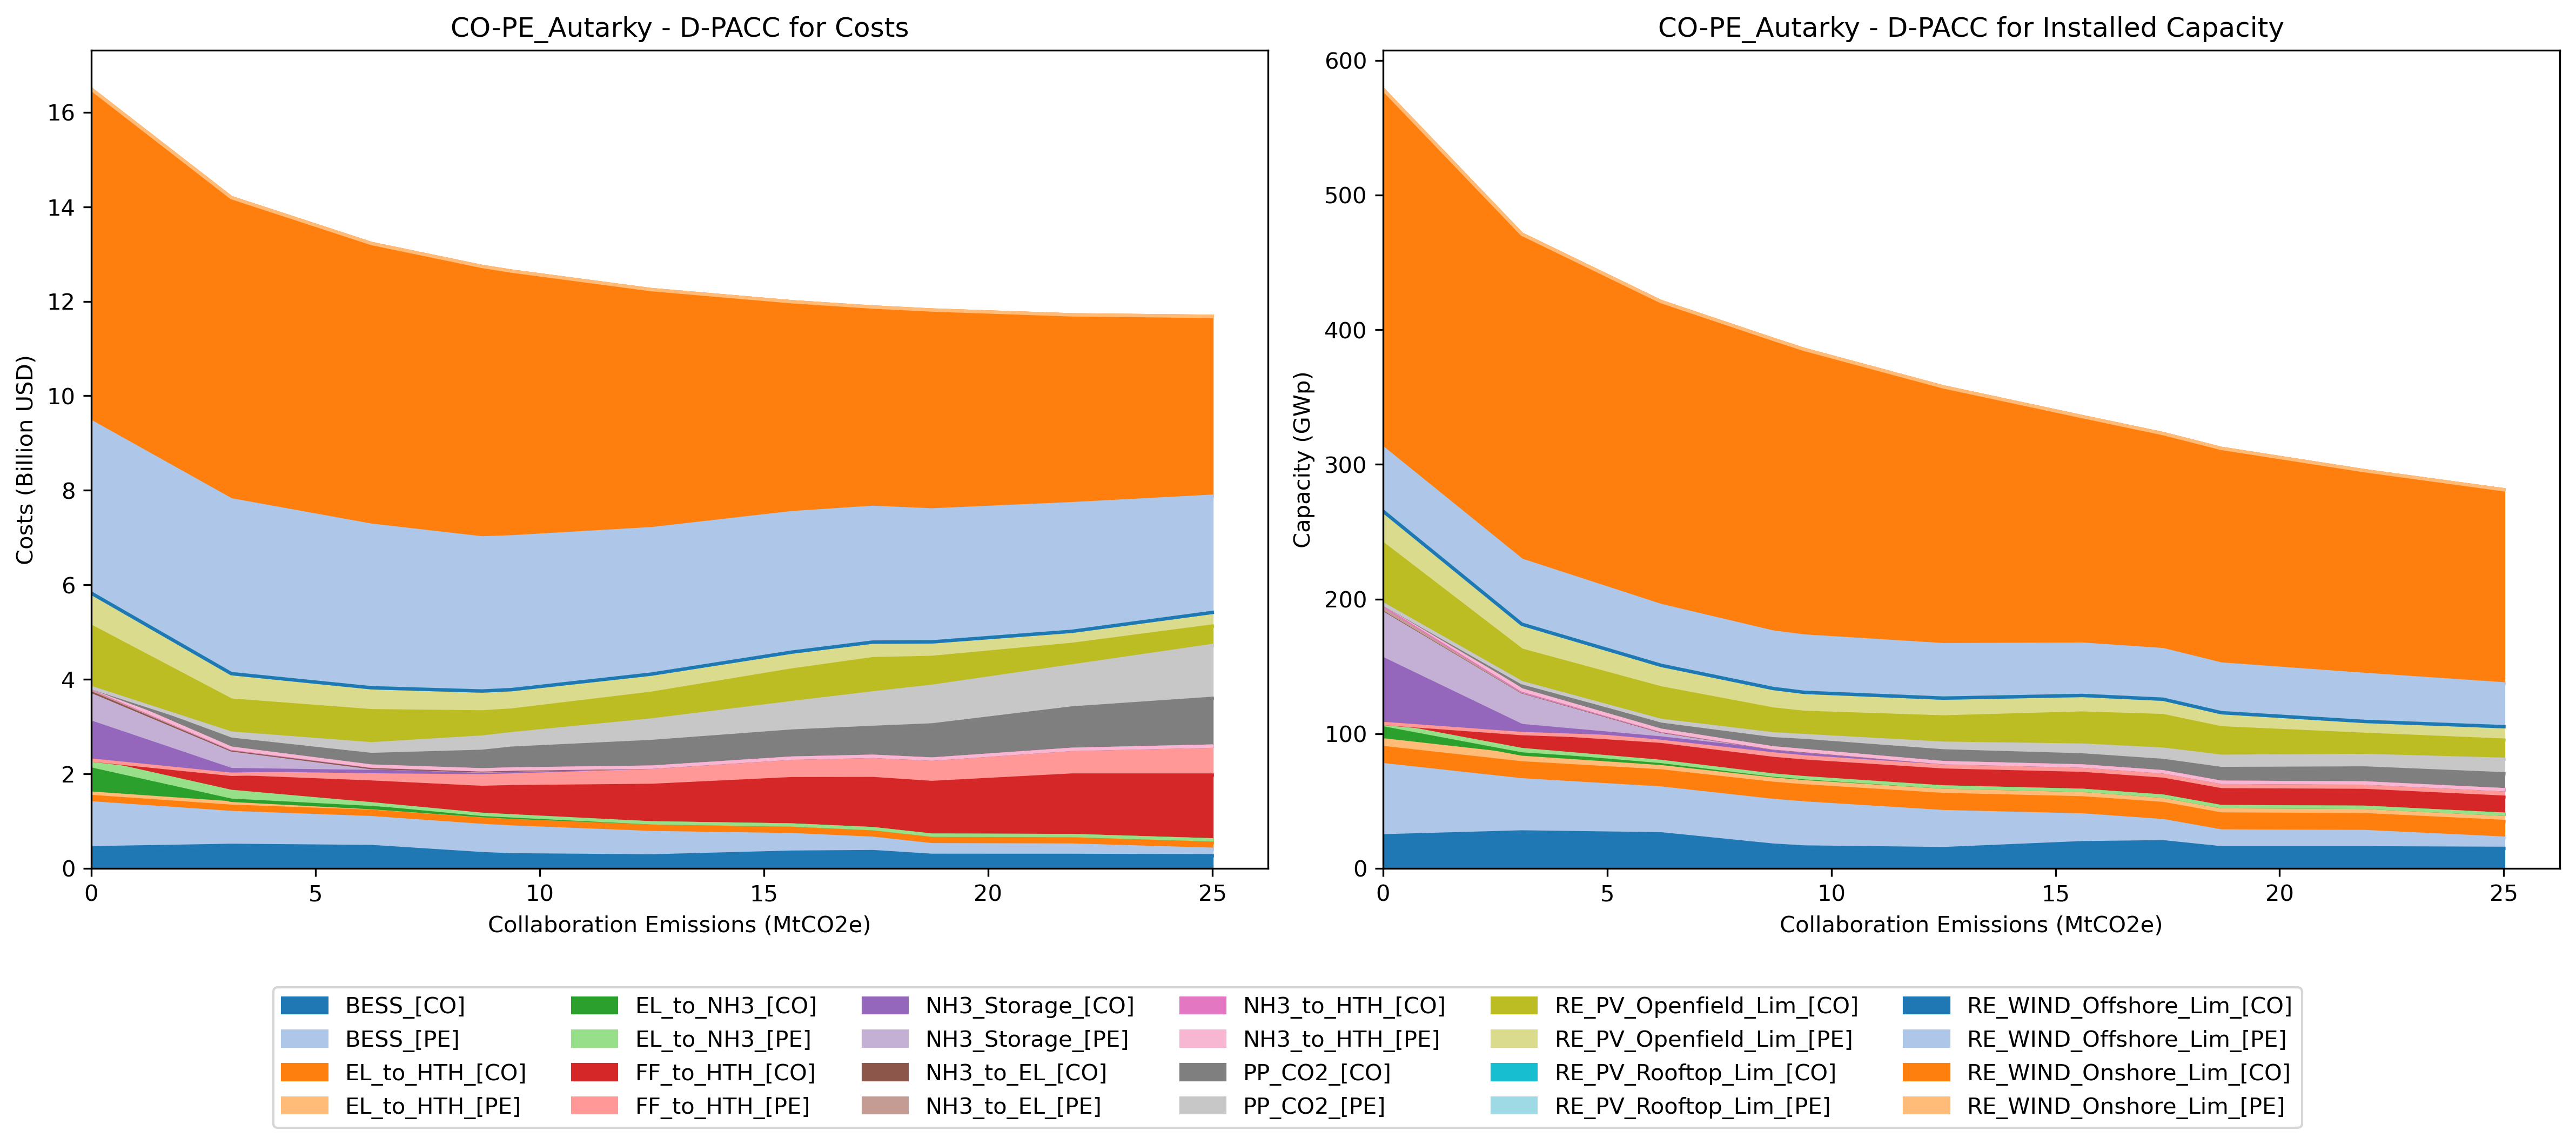 CO-PE_Autarky - D-PACC for Costs
Costs (Billion USD)
16
14
12
10
8
6
4
2
0
0 5 10 15 20 25
Collaboration Emissions (MtCO2e)
CO-PE_Autarky - D-PACC for Installed Capacity
Capacity (GWp)
600
500
400
300
200
100
0
0 5 10 15 20 25
Collaboration Emissions (MtCO2e)
BESS_[CO]
BESS_[PE]
EL_to_HTH_[CO]
EL_to_HTH_[PE]
EL_to_NH3_[CO]
EL_to_NH3_[PE]
FF_to_HTH_[CO]
FF_to_HTH_[PE]
NH3_Storage_[CO]
NH3_Storage_[PE]
NH3_to_EL_[CO]
NH3_to_EL_[PE]
NH3_to_HTH_[CO]
NH3_to_HTH_[PE]
PP_CO2_[CO]
PP_CO2_[PE]
RE_PV_Openfield_Lim_[CO]
RE_PV_Openfield_Lim_[PE]
RE_PV_Rooftop_Lim_[CO]
RE_PV_Rooftop_Lim_[PE]
RE_WIND_Offshore_Lim_[CO]
RE_WIND_Offshore_Lim_[PE]
RE_WIND_Onshore_Lim_[CO]
RE_WIND_Onshore_Lim_[PE]